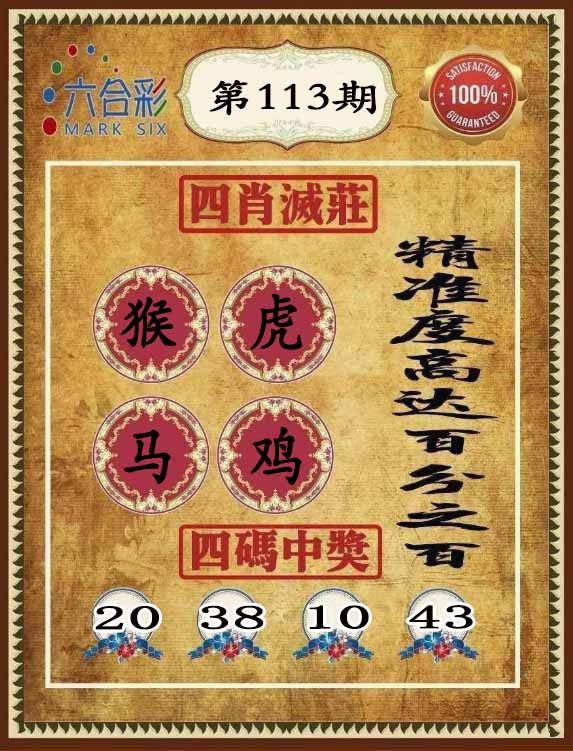 六合彩
MARK SIX
第113期
SATISFACTION
100%
GUARANTEED
四肖滅莊
猴 虎
马 鸡
精准度高达百分之百
四碼中獎
20 38 10 43